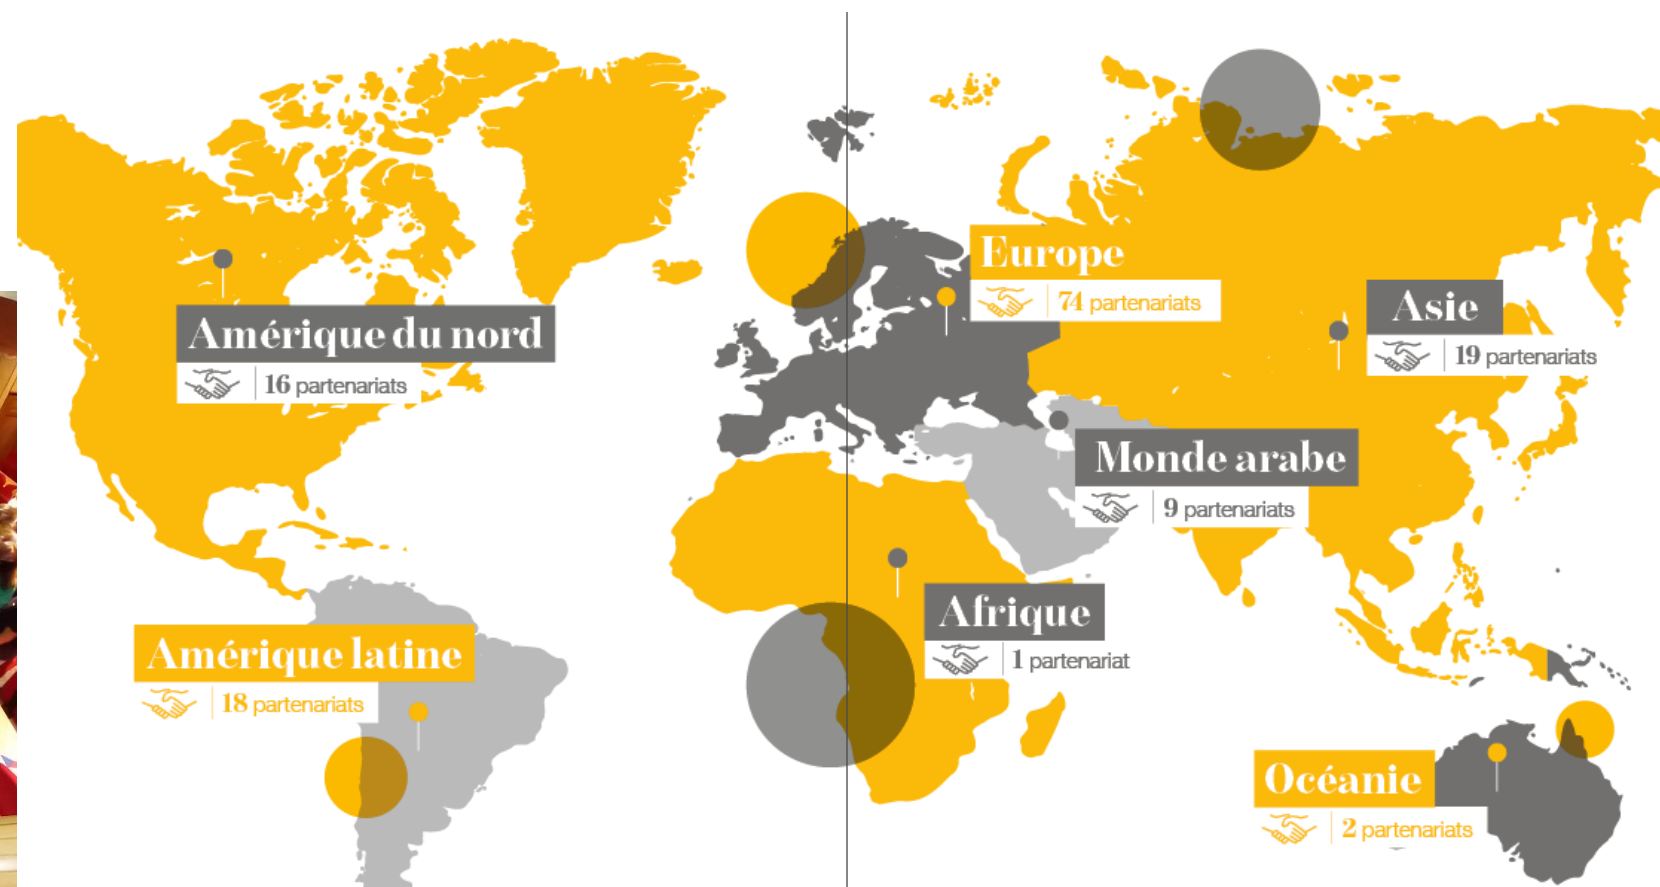 Europe
74 partenariats
Asie
19 partenariats
Amérique du nord
16 partenariats
Monde arabe
9 partenariats
Afrique
1 partenariat
Amérique latine
18 partenariats
Océanie
2 partenariats